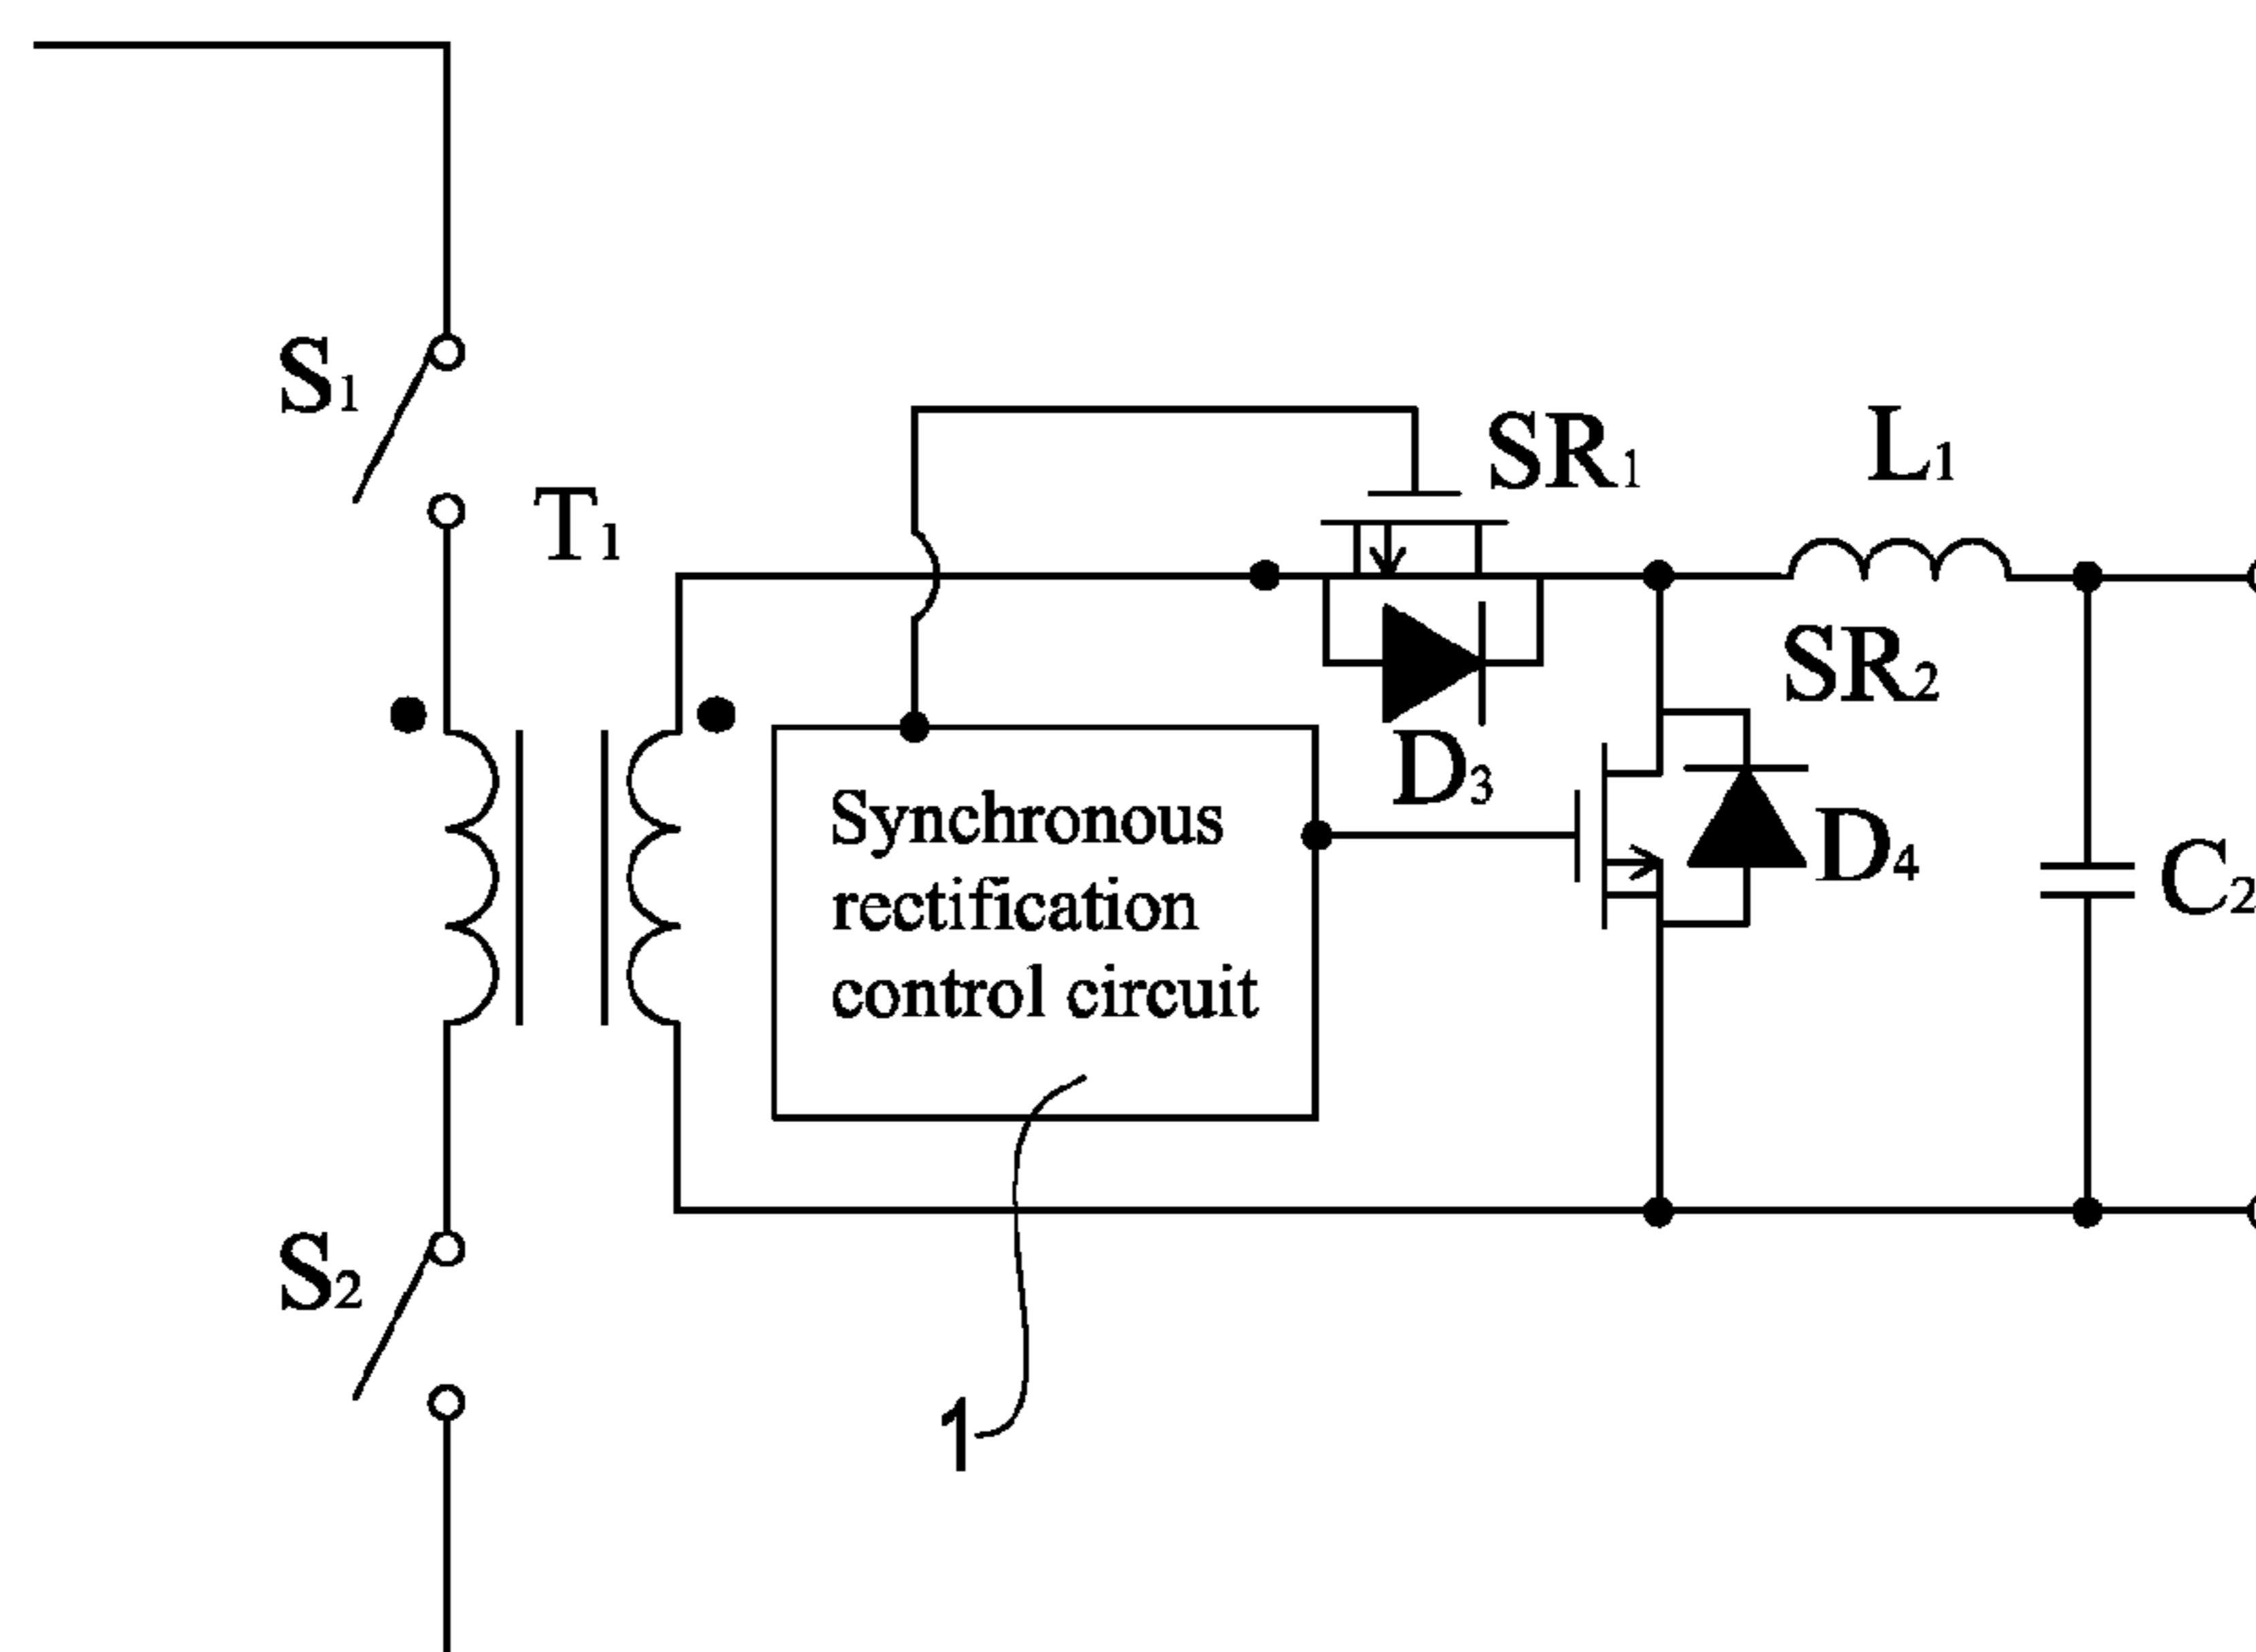 S1
T1
SR1
L1
SR2
D3
Synchronous
rectification
control circuit
D4
C2
S2
1